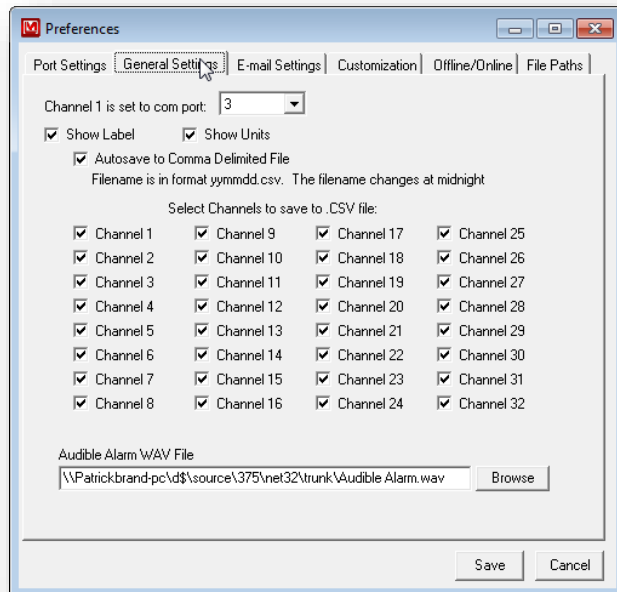 M Preferences
Port Settings General Settings E-mail Settings Customization Offline/Online File Paths
Channel 1 is set to com port: 3
Show Label Show Units
Autosave to Comma Delimited File
Filename is in format yymmdd.csv. The filename changes at midnight
Select Channels to save to .CSV file:
Channel 1 Channel 9 Channel 17 Channel 25
Channel 2 Channel 10 Channel 18 Channel 26
Channel 3 Channel 11 Channel 19 Channel 27
Channel 4 Channel 12 Channel 20 Channel 28
Channel 5 Channel 13 Channel 21 Channel 29
Channel 6 Channel 14 Channel 22 Channel 30
Channel 7 Channel 15 Channel 23 Channel 31
Channel 8 Channel 16 Channel 24 Channel 32
Audible Alarm WAV File
\\Patrickbrand-pc\d$\source\375\net32\trunk\Audible Alarm.wav Browse
Save Cancel